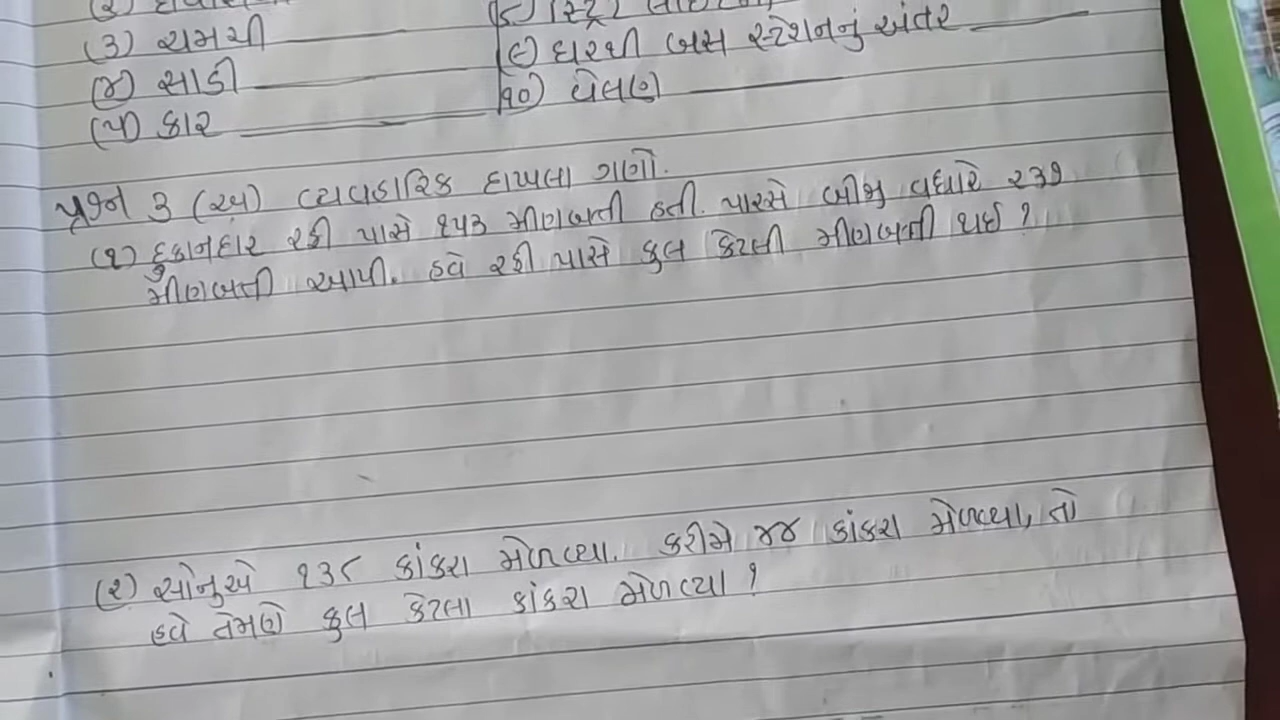 (૩) ચમચી
(૯) ઘરથી બસ સ્ટેશનનું અંતર
(૪) સાડી
(૧૦) પેલણ
(૫) કાર
પ્રશ્ન ૩ (અ) વ્યવહારિક દાખલા ગણો.
(૧) દુકાનદાર રફી પાસે ૧૫૩ મીણબત્તી હતી. પારસે બીજી વધારે ૨૩૭
મીણબત્તી આપી. હવે રફી પાસે કુલ કેટલી મીણબત્તી થઈ ?
(૨) સોનુએ ૧૩૮ કાંકરા મેળવ્યા. કરીમે ૪૪ કાંકરા મેળવ્યા, તો
હવે તેમણે કુલ કેટલા કાંકરા મેળવ્યા ?